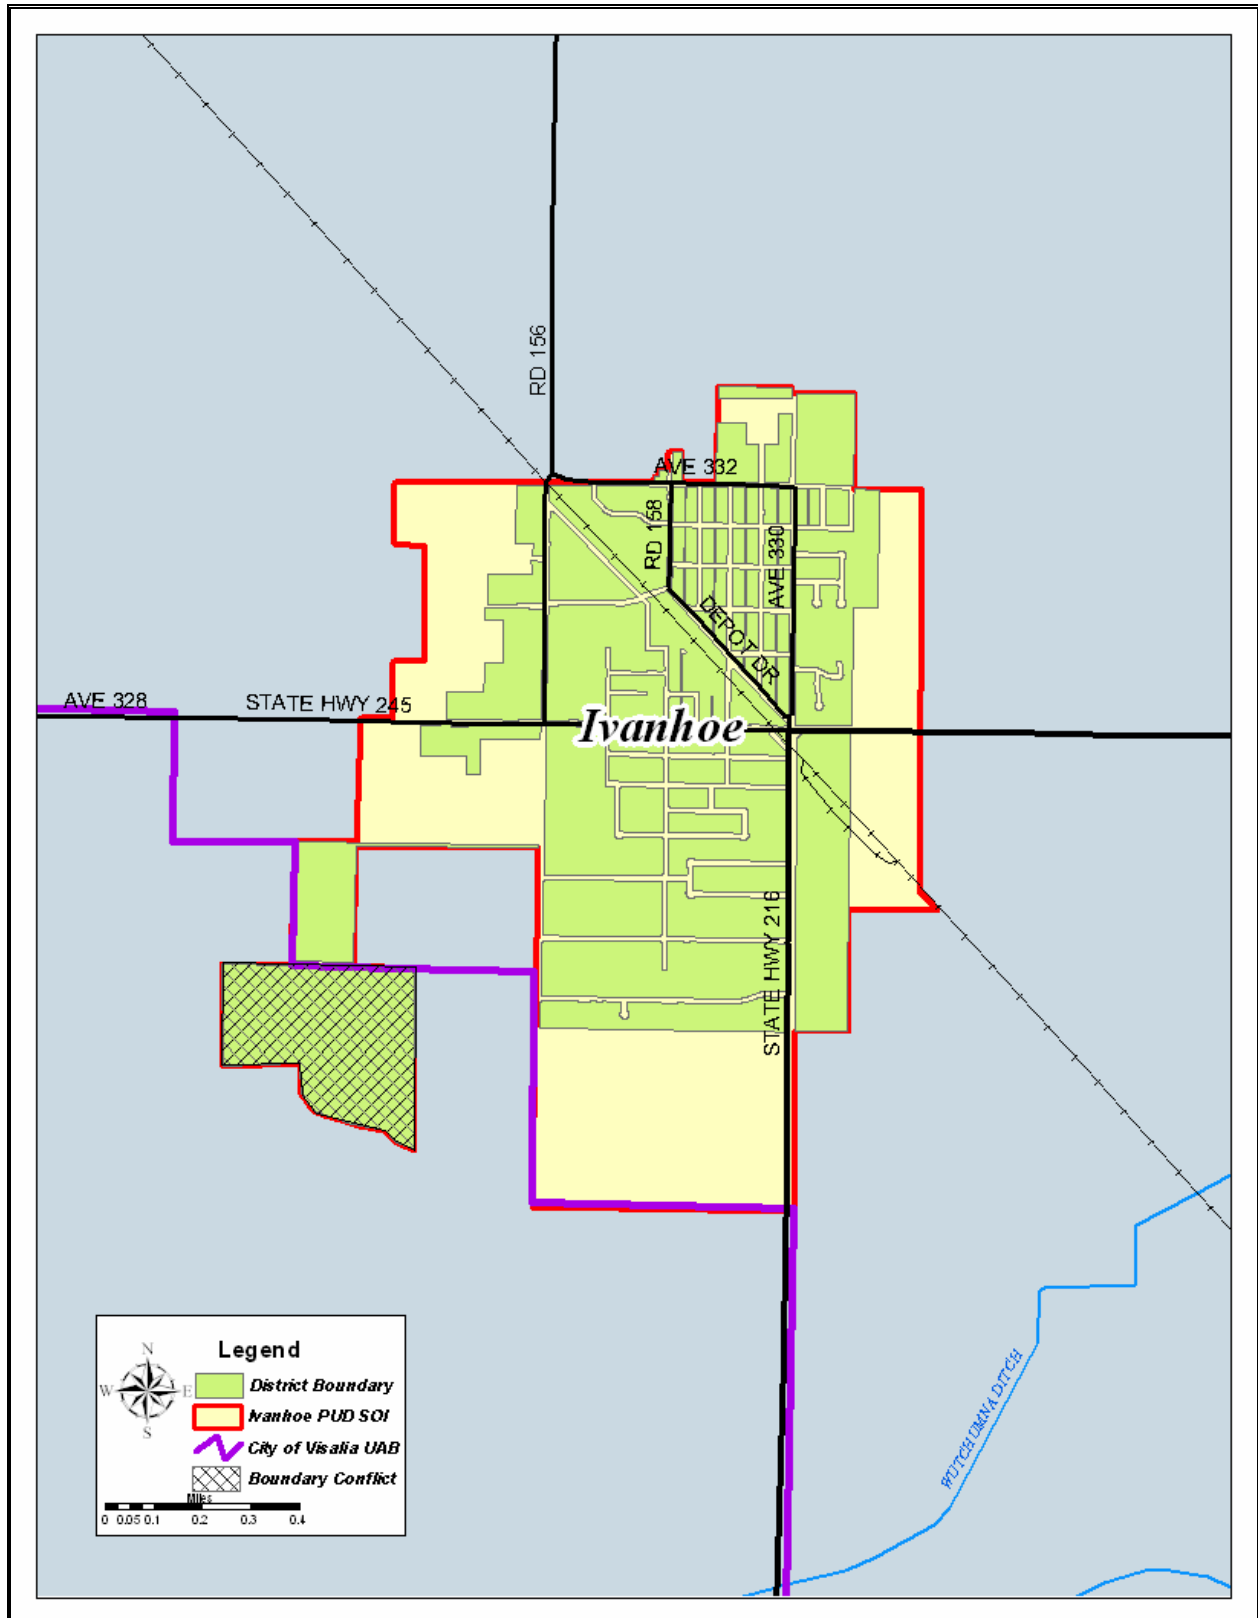 RD 156
AVE 332
RD 158
AVE 330
DEPOT DR
AVE 328
STATE HWY 245
Ivanhoe
STATE HWY 216
WUTCHUMNA DITCH
Legend
N
W
E
S
District Boundary
Ivanhoe PUD SOI
City of Visalia UAB
Boundary Conflict
Miles
0 0.05 0.1 0.2 0.3 0.4